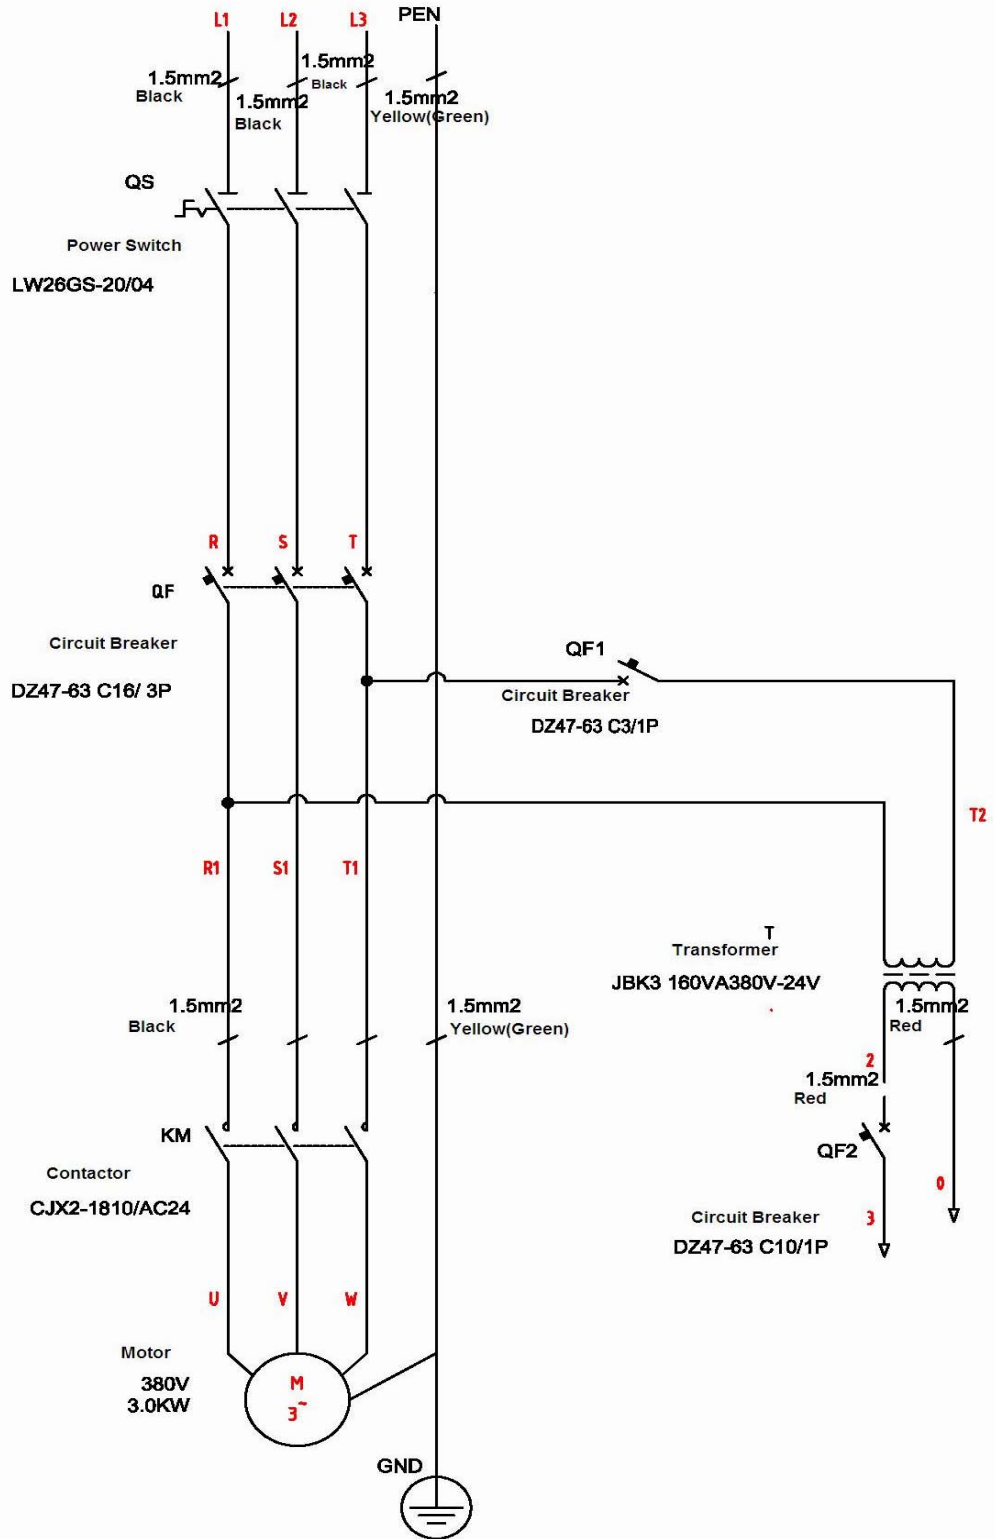 L1 L2 L3 PEN
1.5mm2
Black
1.5mm2
Black
1.5mm2
Black
1.5mm2
Yellow(Green)
QS
Power Switch
LW26GS-20/04
R S T
QF
Circuit Breaker
DZ47-63 C16/ 3P
QF1
Circuit Breaker
DZ47-63 C3/1P
T2
R1 S1 T1
T
Transformer
JBK3 160VA380V-24V
1.5mm2
Black
1.5mm2
Yellow(Green)
1.5mm2
Red
2
1.5mm2
Red
KM
Contactor
CJX2-1810/AC24
QF2
0
3
Circuit Breaker
DZ47-63 C10/1P
U V W
Motor
380V
3.0KW
M
3~
GND